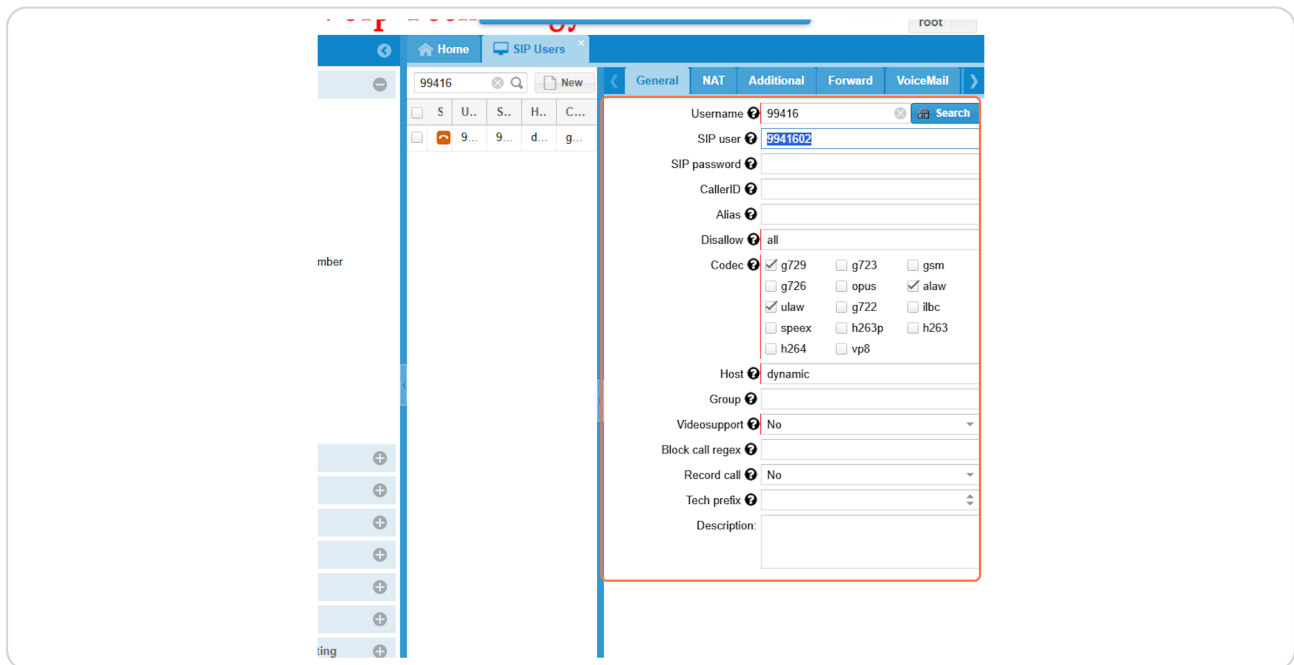 root
Home SIP Users
99416 New General NAT Additional Forward VoiceMail
S U.. S.. H.. C...
9... 9... d... g...
Username 99416 Search
SIP user 9941602
SIP password
CallerID
Alias
Disallow all
mber
Codec g729 g723 gsm
g726 opus alaw
ulaw g722 ilbc
speex h263p h263
h264 vp8
Host dynamic
Group
Videosupport No
Block call regex
Record call No
Tech prefix
Description:
ting